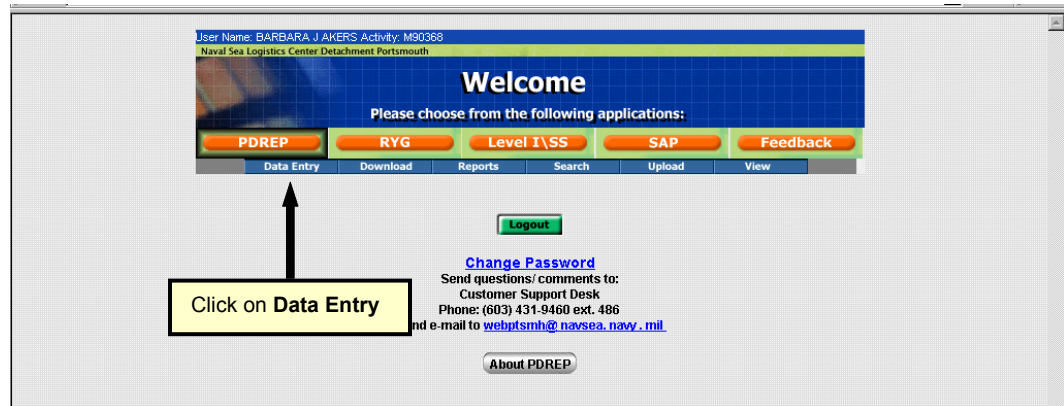 User Name: BARBARA J AKERS Activity: M90368
Naval Sea Logistics Center Detachment Portsmouth
Welcome
Please choose from the following applications:
PDREP RYG Level I\SS SAP Feedback
Data Entry Download Reports Search Upload View
Logout
Change Password
Send questions/ comments to:
Customer Support Desk
Click on Data Entry
Phone: (603) 431-9460 ext. 486
e-mail to webptsmh@ navsea. navy . mil
About PDREP